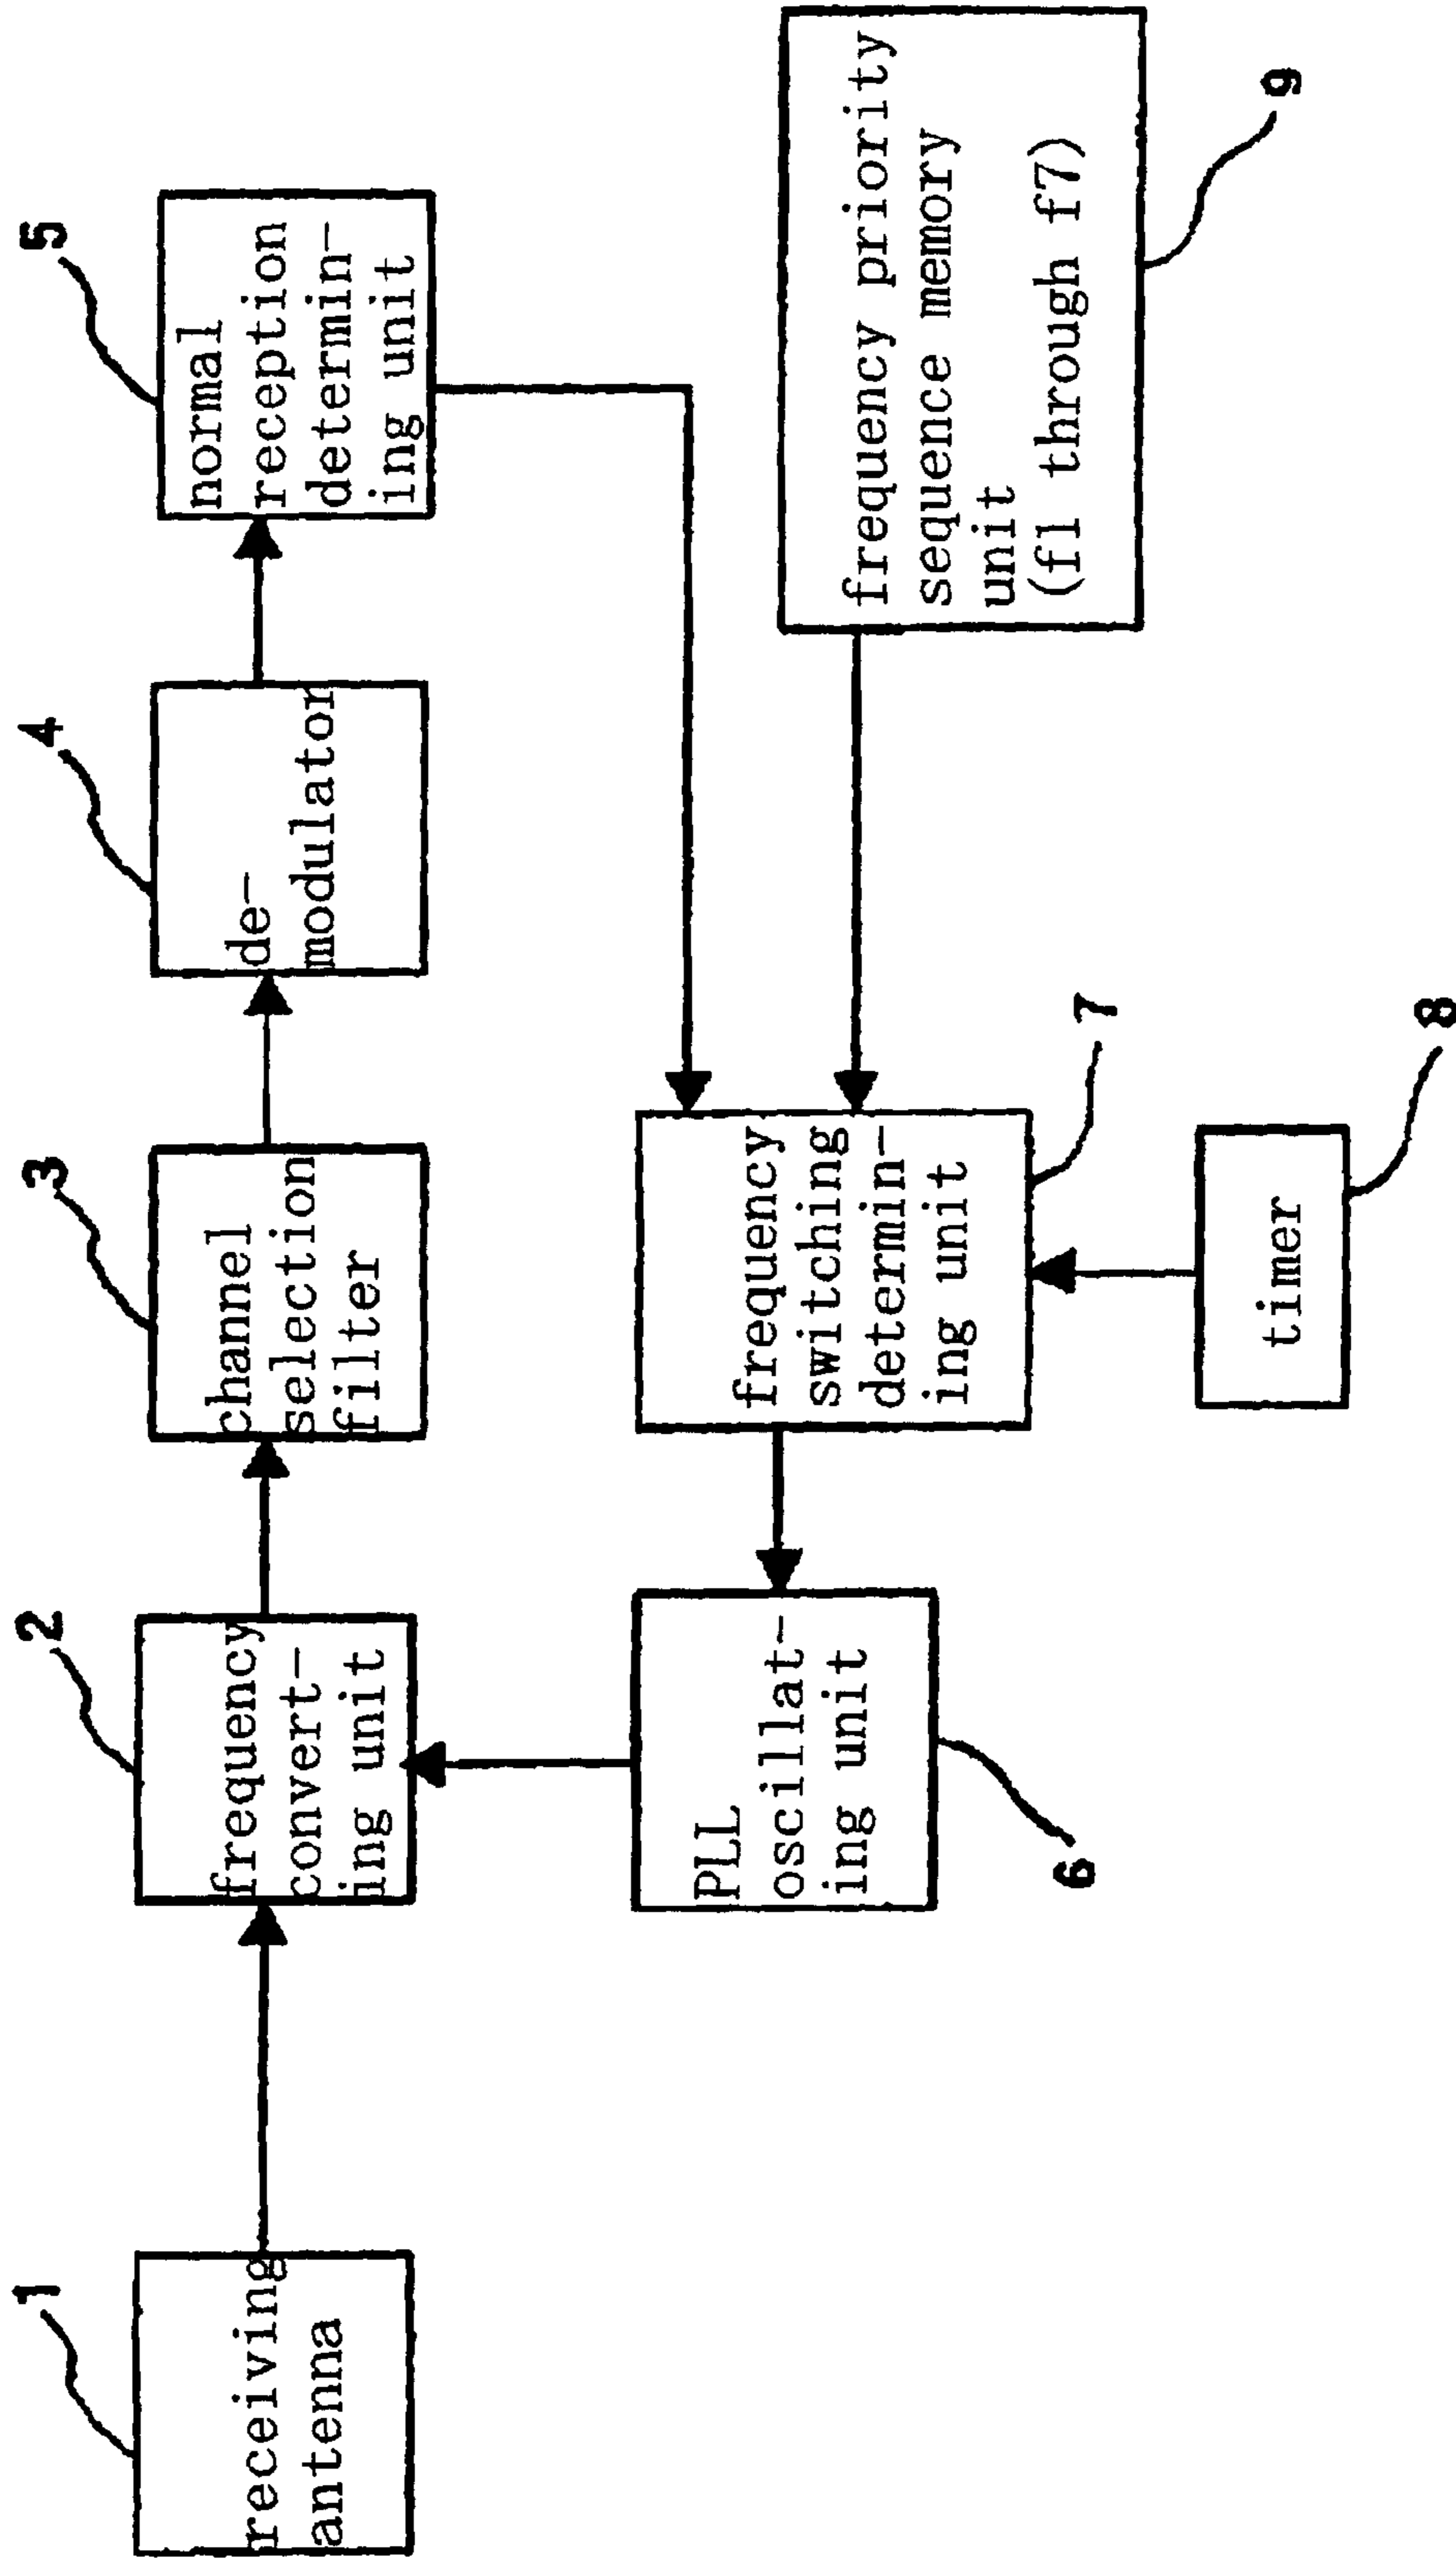 1
receiving
antenna
2
frequency
convert-
ing unit
3
channel
selection
filter
4
de-
modulator
5
normal
reception
determin-
ing unit
PLL
oscillat-
ing unit
6
frequency
switching
determin-
ing unit
7
timer
8
frequency priority
sequence memory
unit
(f1 through f7)
9